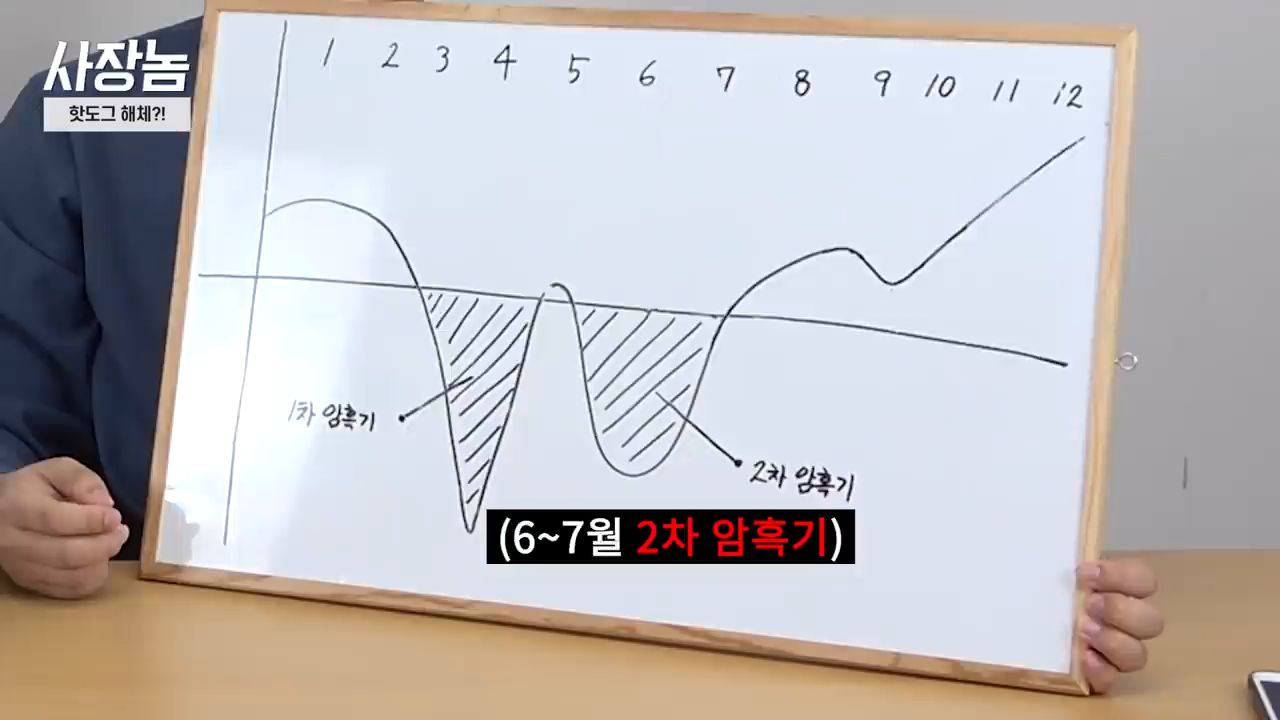 사장놈
핫도그 해체?!
1 2 3 4 5 6 7 8 9 10 11 12
1차 암흑기
2차 암흑기
(6~7월 2차 암흑기)